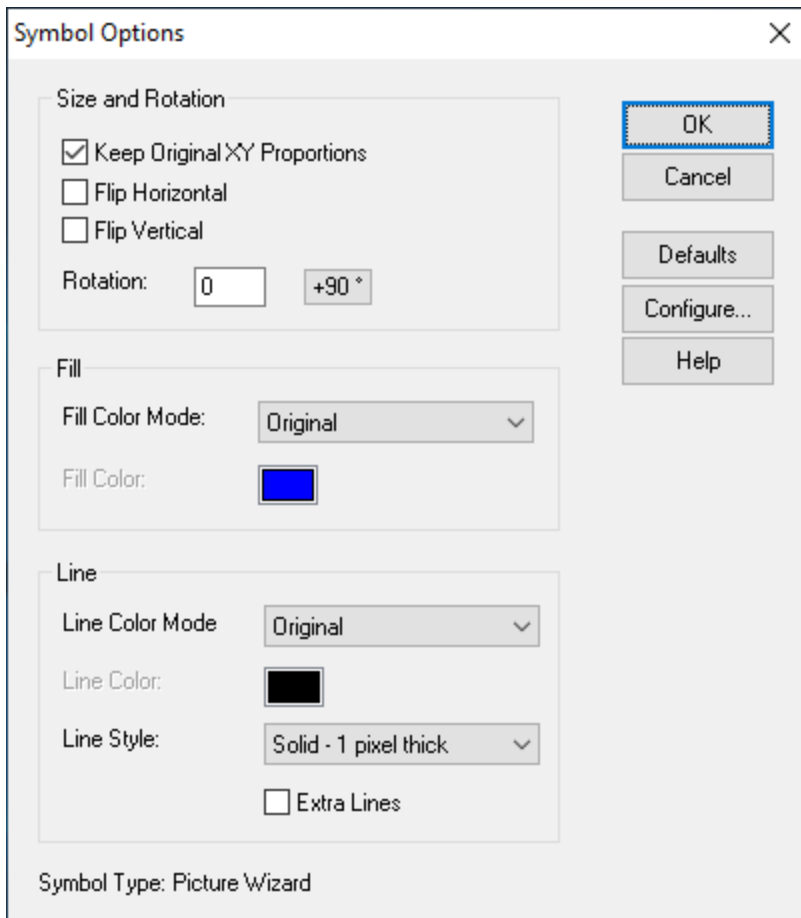 Symbol Options
Size and Rotation
Keep Original XY Proportions
Flip Horizontal
Flip Vertical
Rotation: 0 +90 °
OK
Cancel
Defaults
Configure...
Help
Fill
Fill Color Mode: Original
Fill Color:
Line
Line Color Mode Original
Line Color:
Line Style: Solid - 1 pixel thick
Extra Lines
Symbol Type: Picture Wizard